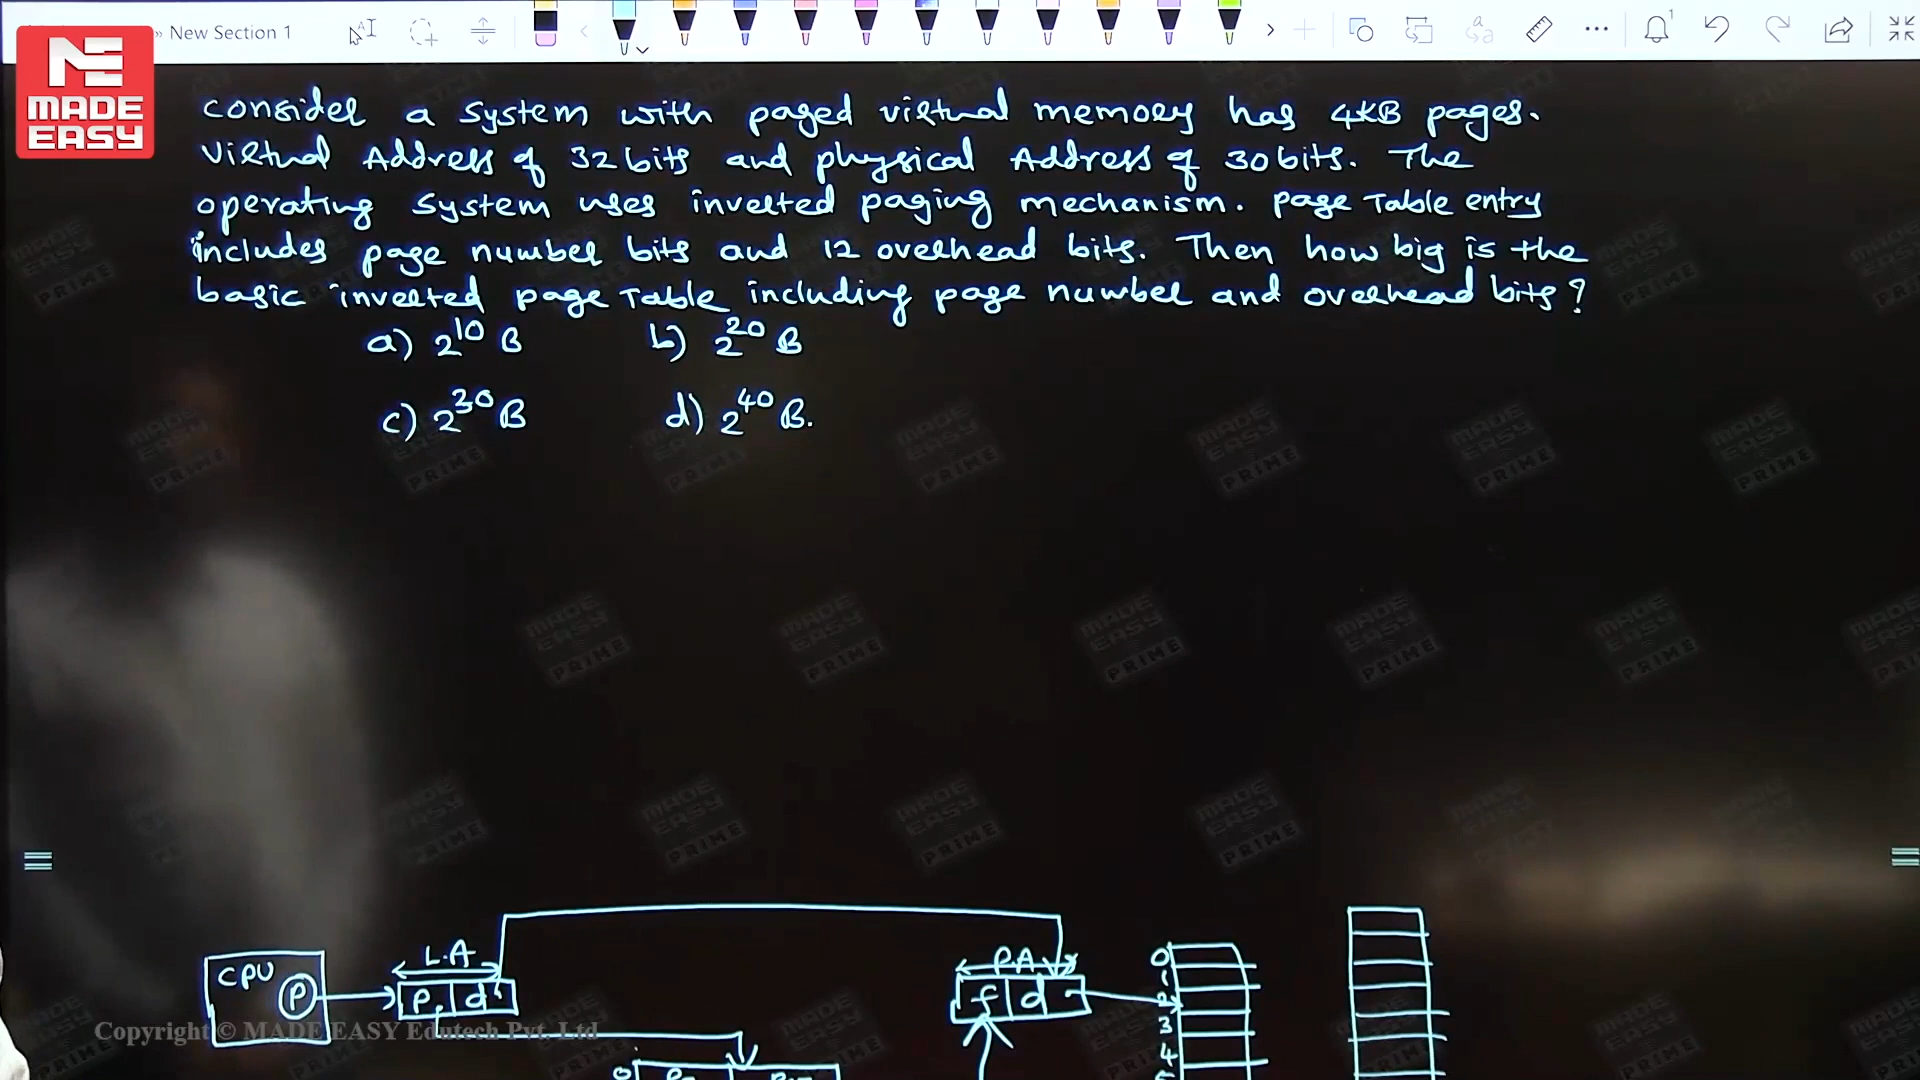 » New Section 1
MADE
EASY
Consider a system with paged virtual memory has 4KB pages.
Virtual Address of 32 bits and physical Address of 30 bits. The
operating system uses inverted paging mechanism. page Table entry
includes page number bits and 12 overhead bits. Then how big is the
basic inverted page Table including page number and overhead bits?
a) 2^10 B b) 2^20 B
c) 2^30 B d) 2^40 B.
L.A
P.A
CPU
P
P d
f d
0
1
2
3
4
Copyright © MADE EASY Edutech Pvt. Ltd